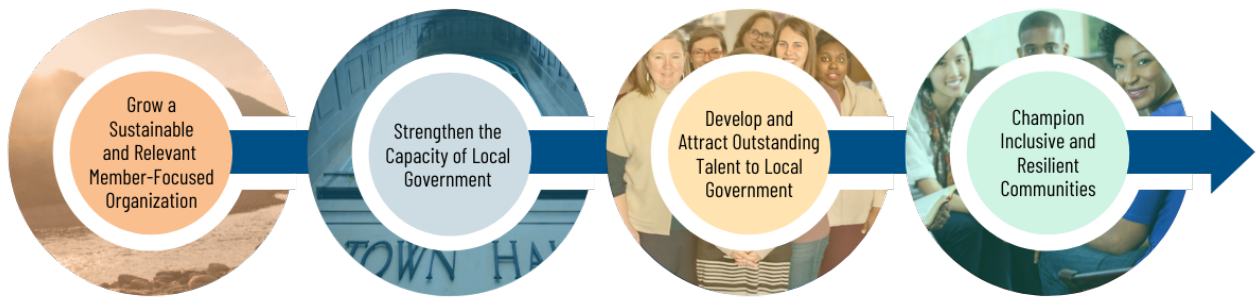 Grow a
Sustainable
and Relevant
Member-Focused
Organization
Strengthen the
Capacity of Local
Government
TOWN HA
Develop and
Attract Outstanding
Talent to Local
Government
Champion
Inclusive and
Resilient
Communities